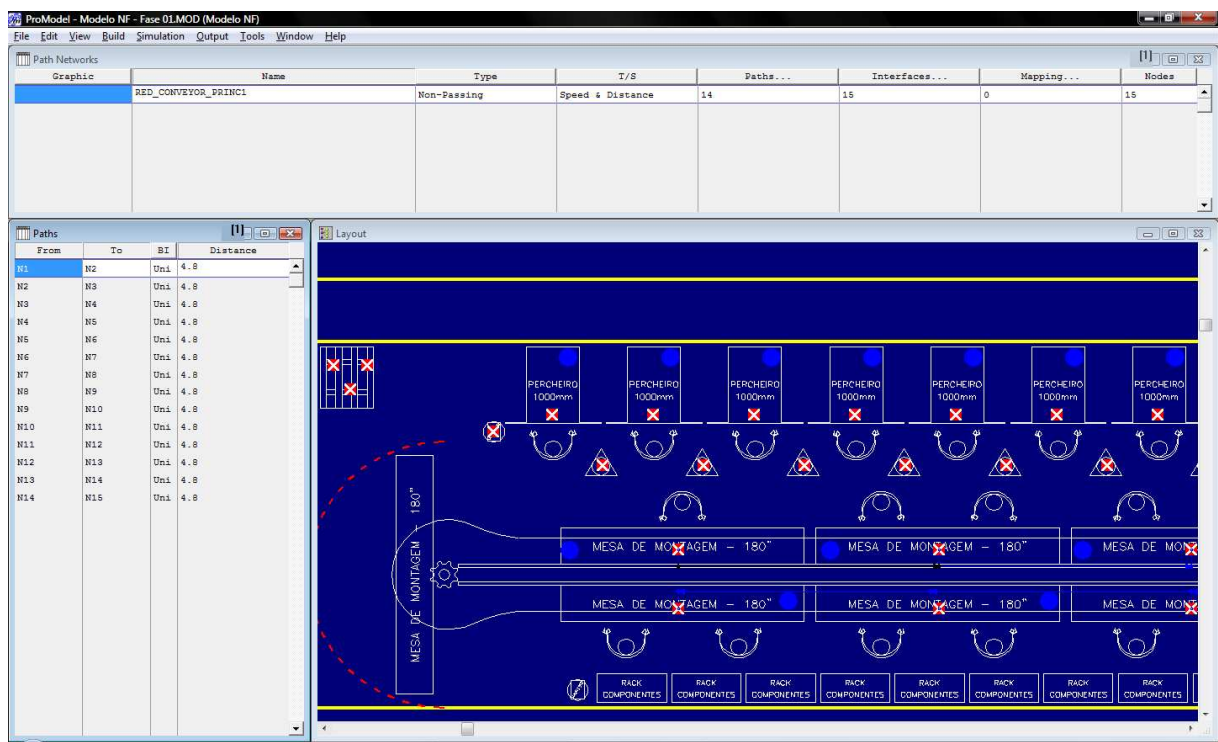 ProModel - Modelo NF - Fase 01.MOD (Modelo NF)
File Edit View Build Simulation Output Tools Window Help
Path Networks [1]
Graphic Name Type T/S Paths... Interfaces... Mapping... Nodes
RED_CONVEYOR_PRINC1 Non-Passing Speed & Distance 14 15 0 15
Paths [1]
From To BI Distance
N1 N2 Uni 4.8
N2 N3 Uni 4.8
N3 N4 Uni 4.8
N4 N5 Uni 4.8
N5 N6 Uni 4.8
N6 N7 Uni 4.8
N7 N8 Uni 4.8
N8 N9 Uni 4.8
N9 N10 Uni 4.8
N10 N11 Uni 4.8
N11 N12 Uni 4.8
N12 N13 Uni 4.8
N13 N14 Uni 4.8
N14 N15 Uni 4.8
Layout
PERCHEIRO PERCHEIRO PERCHEIRO PERCHEIRO PERCHEIRO PERCHEIRO PERCHEIRO
1000mm 1000mm 1000mm 1000mm 1000mm 1000mm 1000mm
MESA DE MONTAGEM - 180"
MESA DE MONTAGEM - 180" MESA DE MONTAGEM - 180" MESA DE MON
MESA DE MONTAGEM - 180" MESA DE MONTAGEM - 180" MESA DE MON
RACK RACK RACK RACK RACK RACK RACK RACK
COMPONENTES COMPONENTES COMPONENTES COMPONENTES COMPONENTES COMPONENTES COMPONENTES COMPONENTES